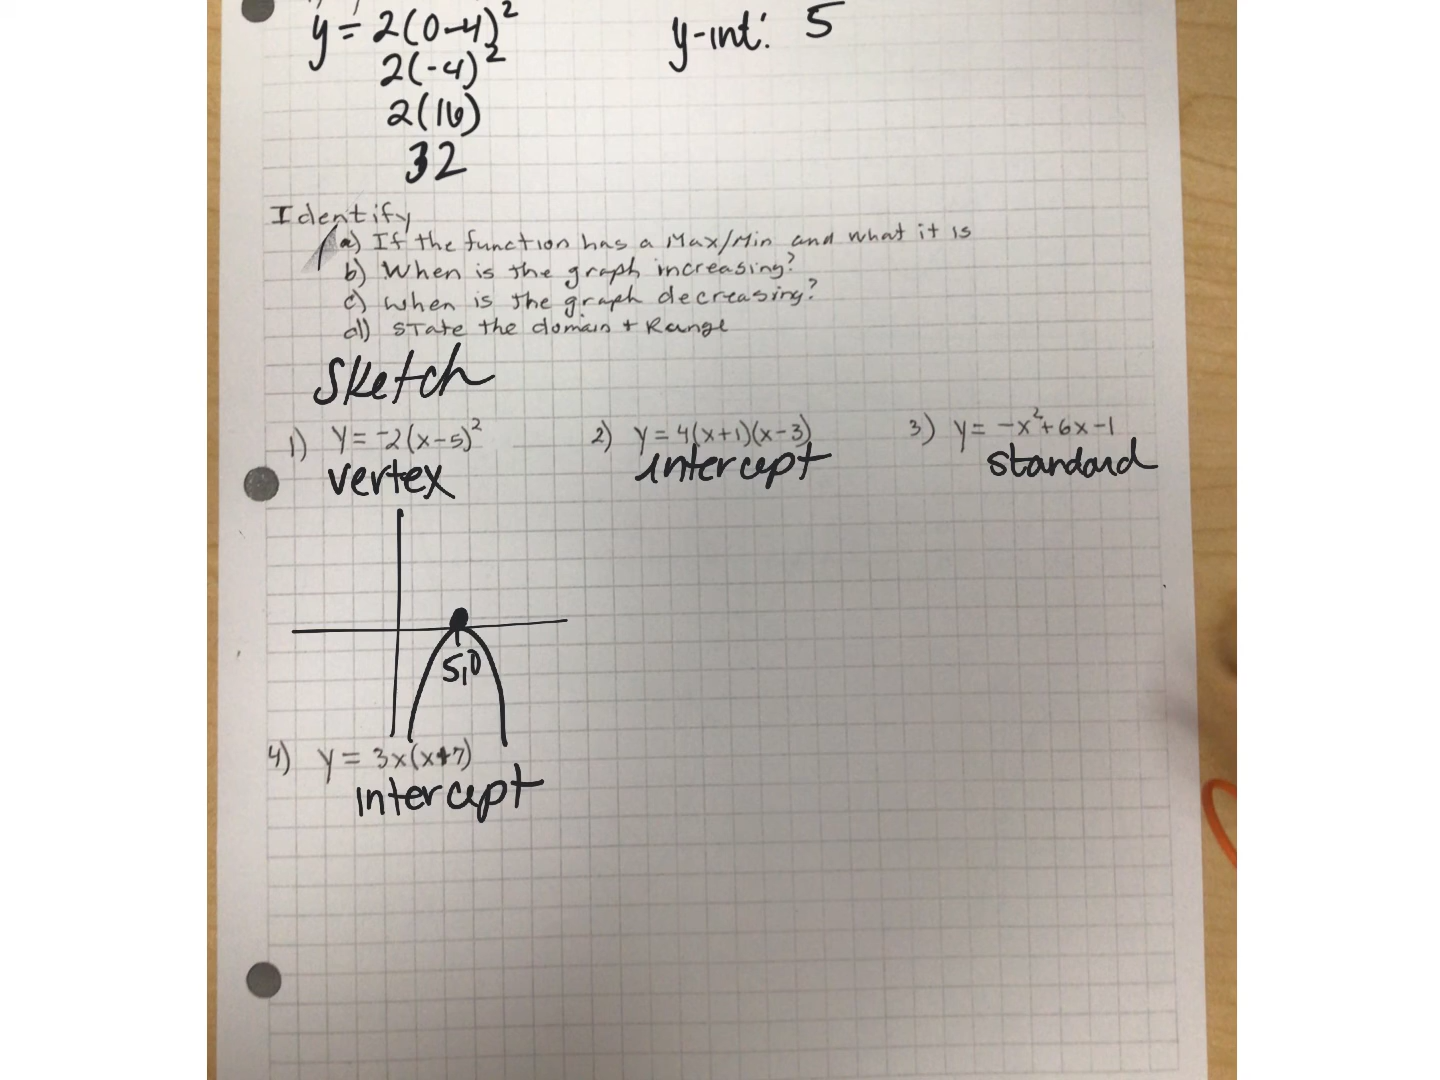 y = 2(0-4)²
y-int: 5
2(-4)²
2(16)
32
Identify
a) If the function has a Max/Min and what it is
b) When is the graph increasing?
c) when is the graph decreasing?
d) State the domain + Range
Sketch
1) y = -2(x-5)²
vertex
2) y = 4(x+1)(x-3)
intercept
3) y = -x²+6x-1
standard
5,0
4) y = 3x(x+7)
intercept